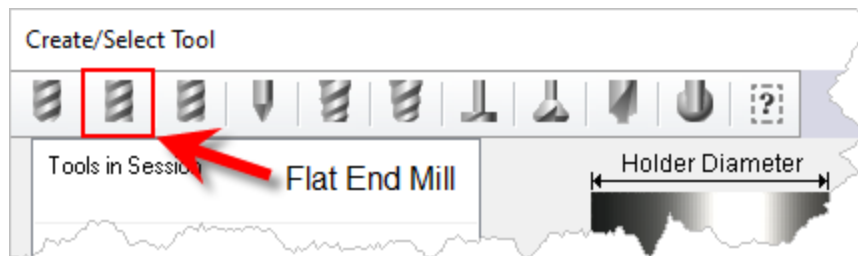 Create/Select Tool
?
Tools in Session
Flat End Mill
Holder Diameter